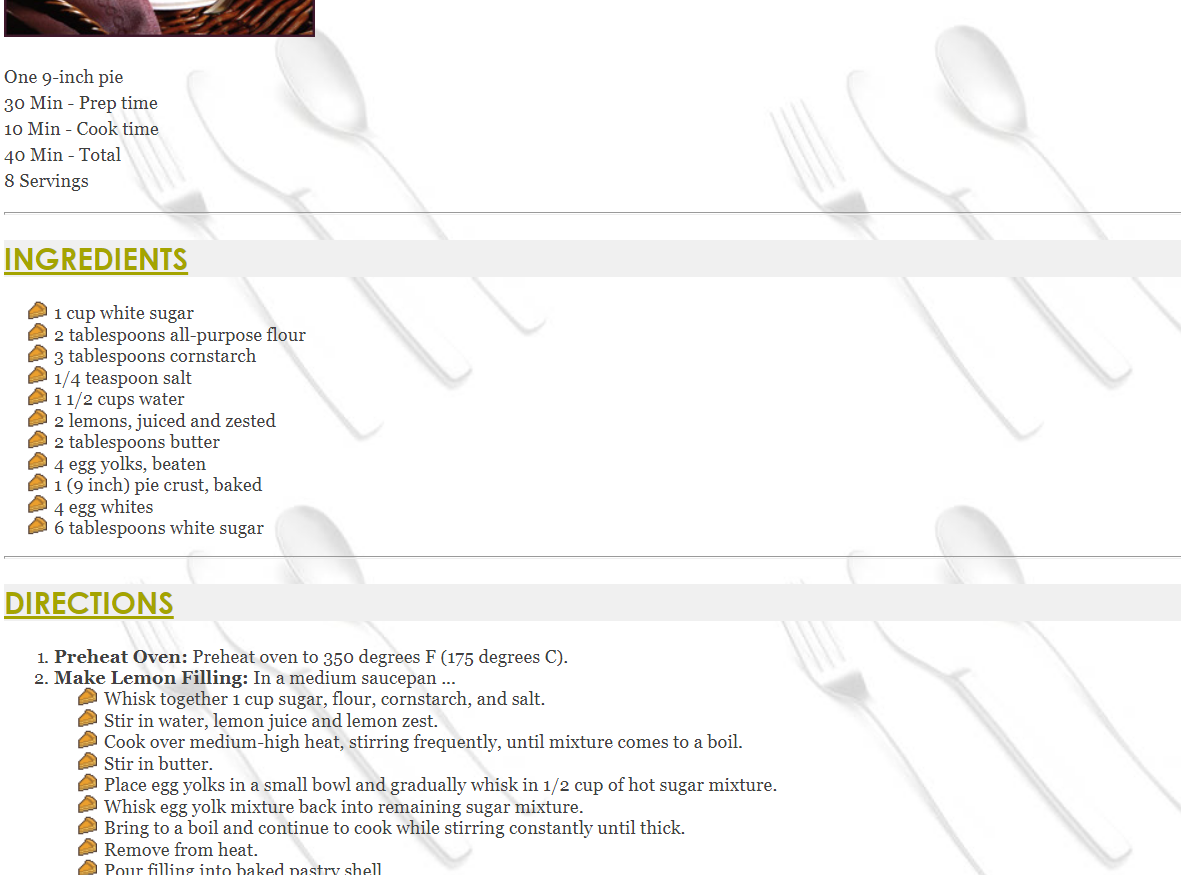 One 9-inch pie
30 Min - Prep time
10 Min - Cook time
40 Min - Total
8 Servings
INGREDIENTS
1 cup white sugar
2 tablespoons all-purpose flour
3 tablespoons cornstarch
1/4 teaspoon salt
1 1/2 cups water
2 lemons, juiced and zested
2 tablespoons butter
4 egg yolks, beaten
1 (9 inch) pie crust, baked
4 egg whites
6 tablespoons white sugar
DIRECTIONS
1. Preheat Oven: Preheat oven to 350 degrees F (175 degrees C).
2. Make Lemon Filling: In a medium saucepan ...
Whisk together 1 cup sugar, flour, cornstarch, and salt.
Stir in water, lemon juice and lemon zest.
Cook over medium-high heat, stirring frequently, until mixture comes to a boil.
Stir in butter.
Place egg yolks in a small bowl and gradually whisk in 1/2 cup of hot sugar mixture.
Whisk egg yolk mixture back into remaining sugar mixture.
Bring to a boil and continue to cook while stirring constantly until thick.
Remove from heat.
Pour filling into baked pastry shell